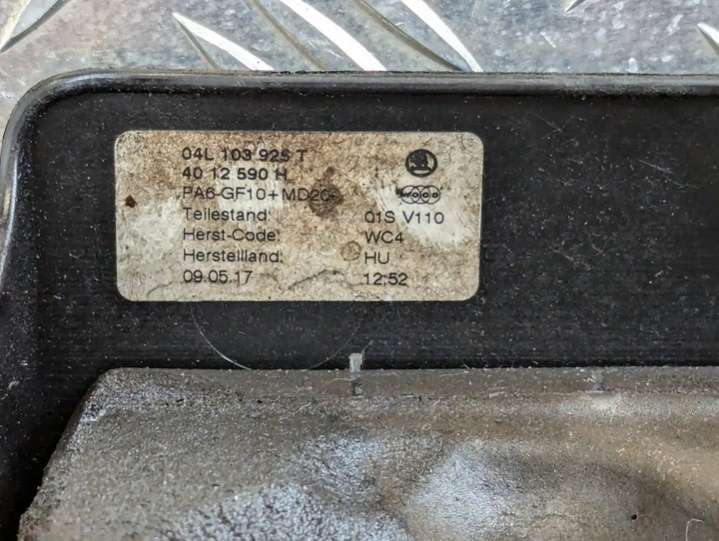 04L 103 925 T
40 12 590 H
PA6-GF10+MD20
Teilestand: 01S V110
Herst-Code: WC4
Herstellland: HU
09.05.17 12:52